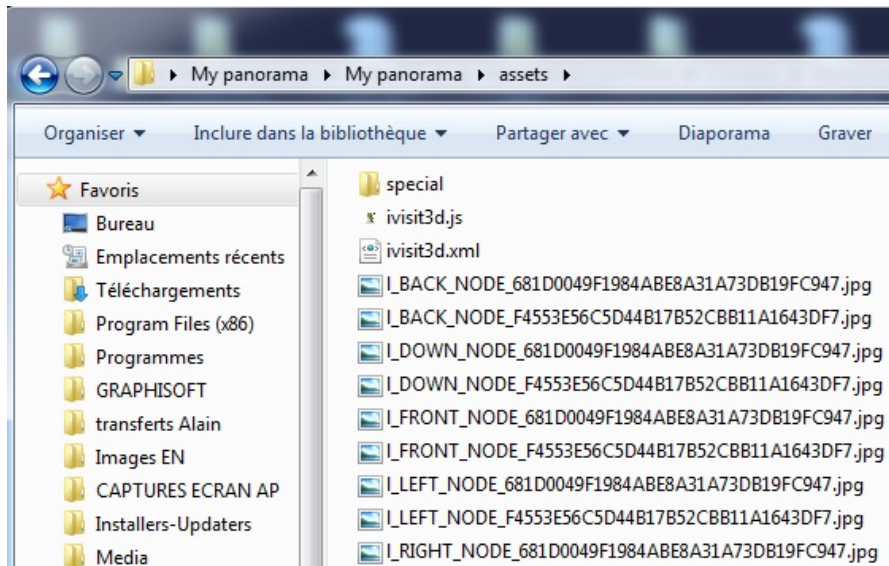 My panorama My panorama assets
Organiser Inclure dans la bibliothèque Partager avec Diaporama Graver
Favoris
Bureau
Emplacements récents
Téléchargements
Program Files (x86)
Programmes
GRAPHISOFT
transferts Alain
Images EN
CAPTURES ECRAN AP
Installers-Updaters
Media
special
ivisit3d.js
ivisit3d.xml
I_BACK_NODE_681D0049F1984ABE8A31A73DB19FC947.jpg
I_BACK_NODE_F4553E56C5D44B17B52CBB11A1643DF7.jpg
I_DOWN_NODE_681D0049F1984ABE8A31A73DB19FC947.jpg
I_DOWN_NODE_F4553E56C5D44B17B52CBB11A1643DF7.jpg
I_FRONT_NODE_681D0049F1984ABE8A31A73DB19FC947.jpg
I_FRONT_NODE_F4553E56C5D44B17B52CBB11A1643DF7.jpg
I_LEFT_NODE_681D0049F1984ABE8A31A73DB19FC947.jpg
I_LEFT_NODE_F4553E56C5D44B17B52CBB11A1643DF7.jpg
I_RIGHT_NODE_681D0049F1984ABE8A31A73DB19FC947.jpg